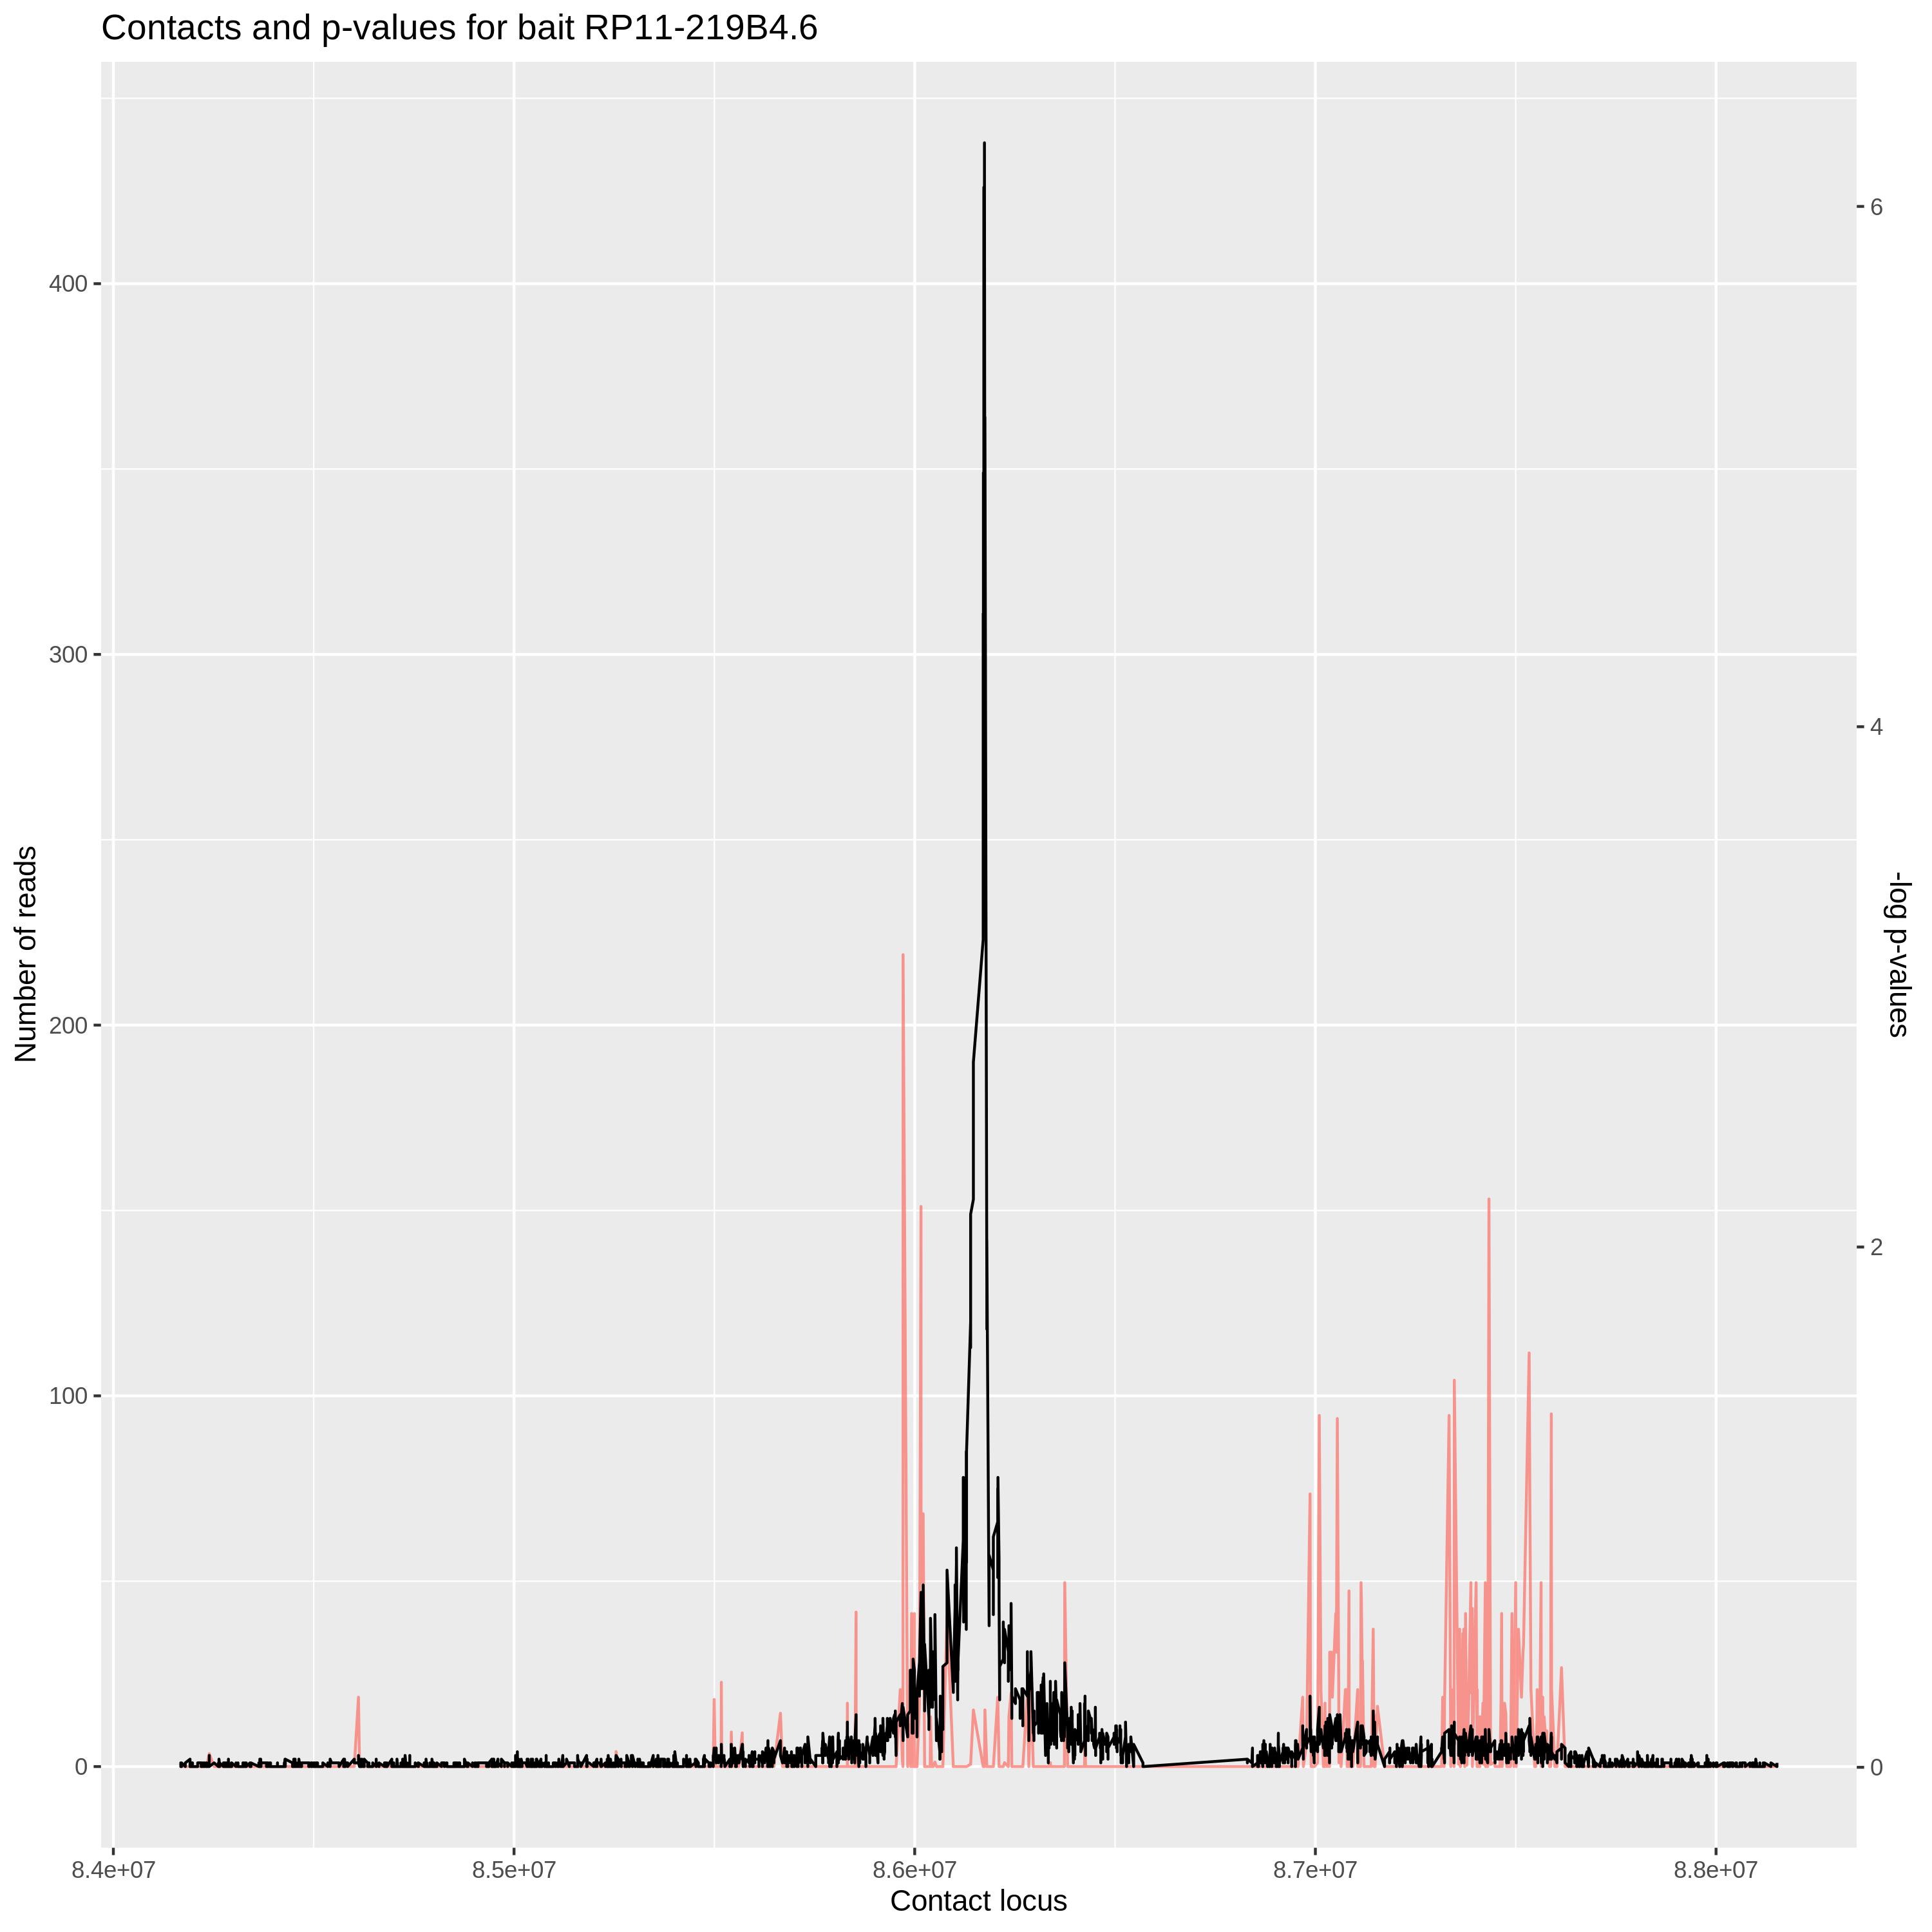 Contacts and p-values for bait RP11-219B4.6
Number of reads
400
300
200
100
0
6
4
2
0
-log p-values
8.4e+07
8.5e+07
8.6e+07
8.7e+07
8.8e+07
Contact locus